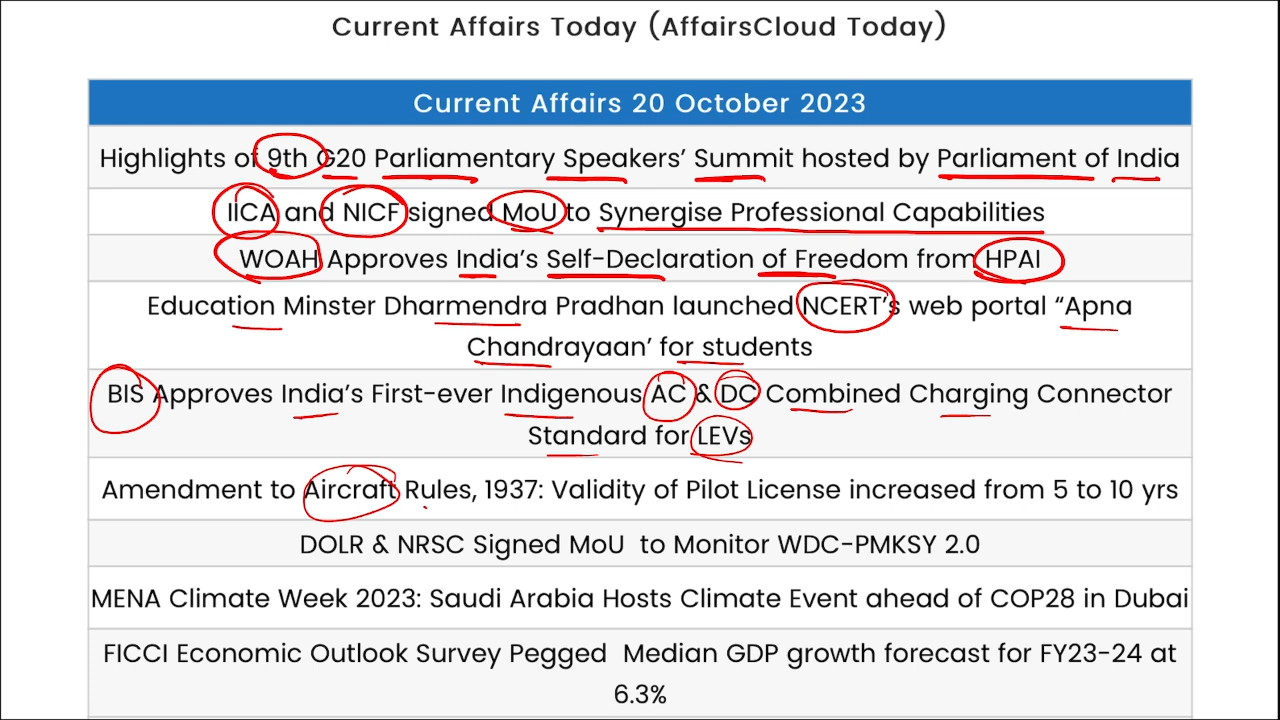 Current Affairs Today (AffairsCloud Today)
Current Affairs 20 October 2023
Highlights of 9th G20 Parliamentary Speakers’ Summit hosted by Parliament of India
IICA and NICF signed MoU to Synergise Professional Capabilities
WOAH Approves India’s Self-Declaration of Freedom from HPAI
Education Minster Dharmendra Pradhan launched NCERT’s web portal “Apna
Chandrayaan’ for students
BIS Approves India’s First-ever Indigenous AC & DC Combined Charging Connector
Standard for LEVs
Amendment to Aircraft Rules, 1937: Validity of Pilot License increased from 5 to 10 yrs
DOLR & NRSC Signed MoU to Monitor WDC-PMKSY 2.0
MENA Climate Week 2023: Saudi Arabia Hosts Climate Event ahead of COP28 in Dubai
FICCI Economic Outlook Survey Pegged Median GDP growth forecast for FY23-24 at
6.3%